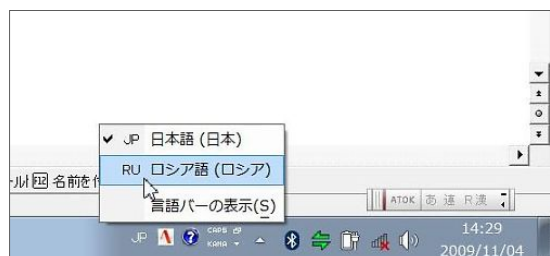 ✔ JP 日本語 (日本)
RU ロシア語 (ロシア)
言語バーの表示(S)
F12 名前を付
ATOK あ 連 R漢
JP A ? CAPS KANA
14:29
2009/11/04